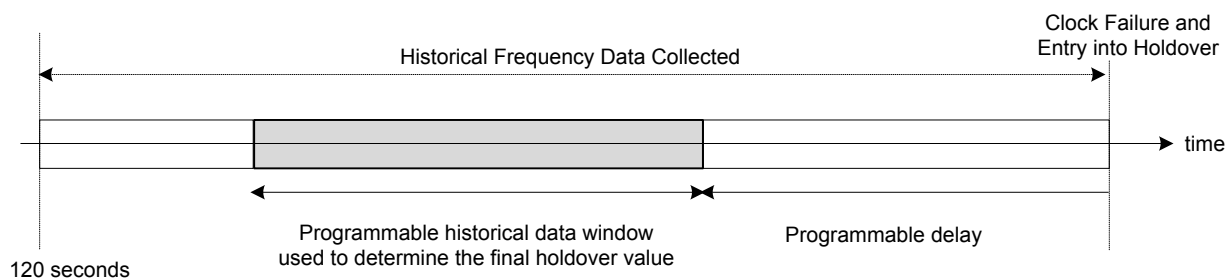 Clock Failure and
Entry into Holdover
Historical Frequency Data Collected
time
Programmable historical data window
used to determine the final holdover value
Programmable delay
120 seconds